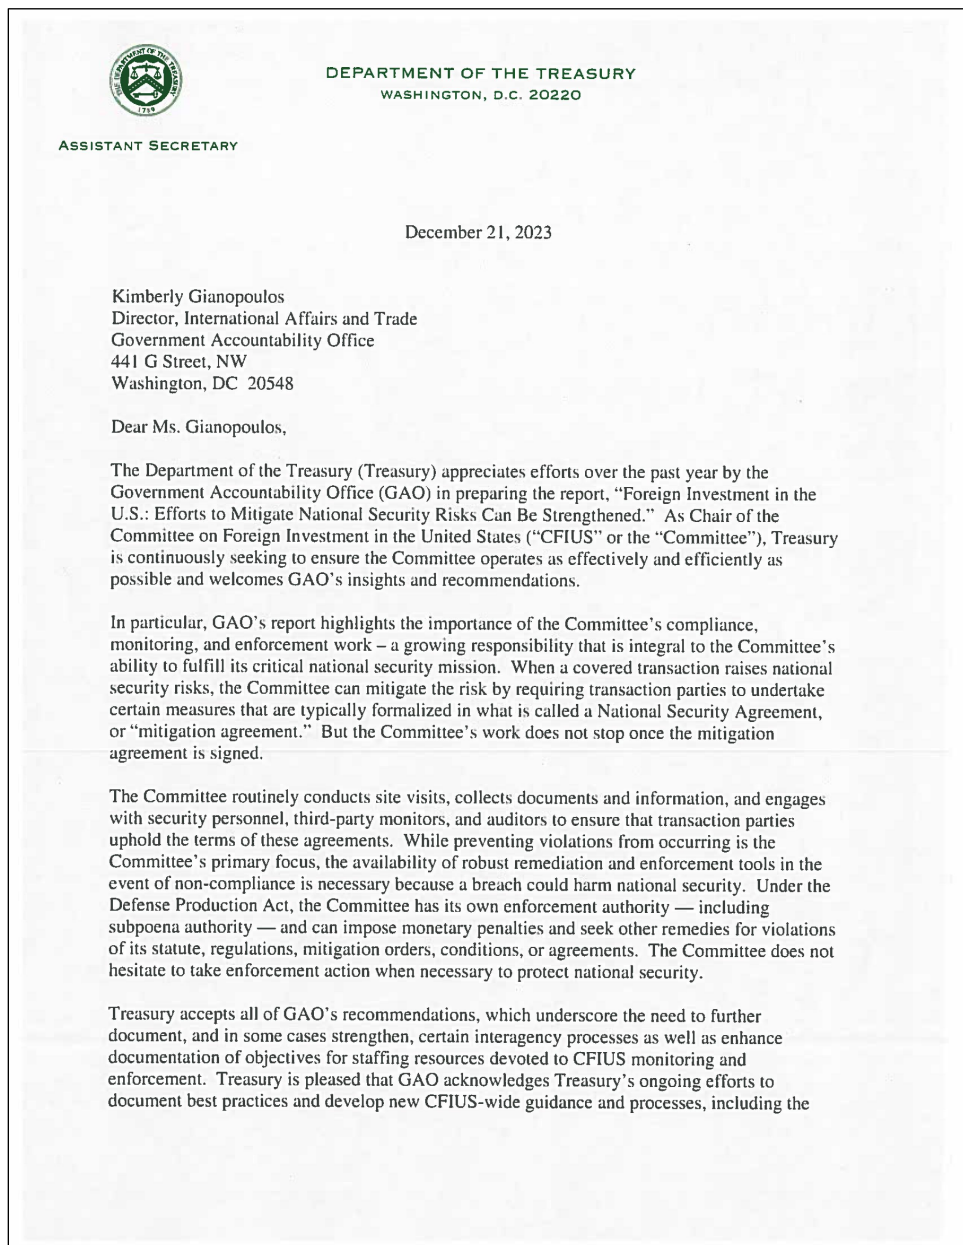 THE DEPARTMENT OF THE TREASURY
1789
DEPARTMENT OF THE TREASURY
WASHINGTON, D.C. 20220
ASSISTANT SECRETARY
December 21, 2023
Kimberly Gianopoulos
Director, International Affairs and Trade
Government Accountability Office
441 G Street, NW
Washington, DC 20548
Dear Ms. Gianopoulos,
The Department of the Treasury (Treasury) appreciates efforts over the past year by the
Government Accountability Office (GAO) in preparing the report, “Foreign Investment in the
U.S.: Efforts to Mitigate National Security Risks Can Be Strengthened.” As Chair of the
Committee on Foreign Investment in the United States (“CFIUS” or the “Committee”), Treasury
is continuously seeking to ensure the Committee operates as effectively and efficiently as
possible and welcomes GAO’s insights and recommendations.
In particular, GAO’s report highlights the importance of the Committee’s compliance,
monitoring, and enforcement work – a growing responsibility that is integral to the Committee’s
ability to fulfill its critical national security mission. When a covered transaction raises national
security risks, the Committee can mitigate the risk by requiring transaction parties to undertake
certain measures that are typically formalized in what is called a National Security Agreement,
or “mitigation agreement.” But the Committee’s work does not stop once the mitigation
agreement is signed.
The Committee routinely conducts site visits, collects documents and information, and engages
with security personnel, third-party monitors, and auditors to ensure that transaction parties
uphold the terms of these agreements. While preventing violations from occurring is the
Committee’s primary focus, the availability of robust remediation and enforcement tools in the
event of non-compliance is necessary because a breach could harm national security. Under the
Defense Production Act, the Committee has its own enforcement authority — including
subpoena authority — and can impose monetary penalties and seek other remedies for violations
of its statute, regulations, mitigation orders, conditions, or agreements. The Committee does not
hesitate to take enforcement action when necessary to protect national security.
Treasury accepts all of GAO’s recommendations, which underscore the need to further
document, and in some cases strengthen, certain interagency processes as well as enhance
documentation of objectives for staffing resources devoted to CFIUS monitoring and
enforcement. Treasury is pleased that GAO acknowledges Treasury’s ongoing efforts to
document best practices and develop new CFIUS-wide guidance and processes, including the